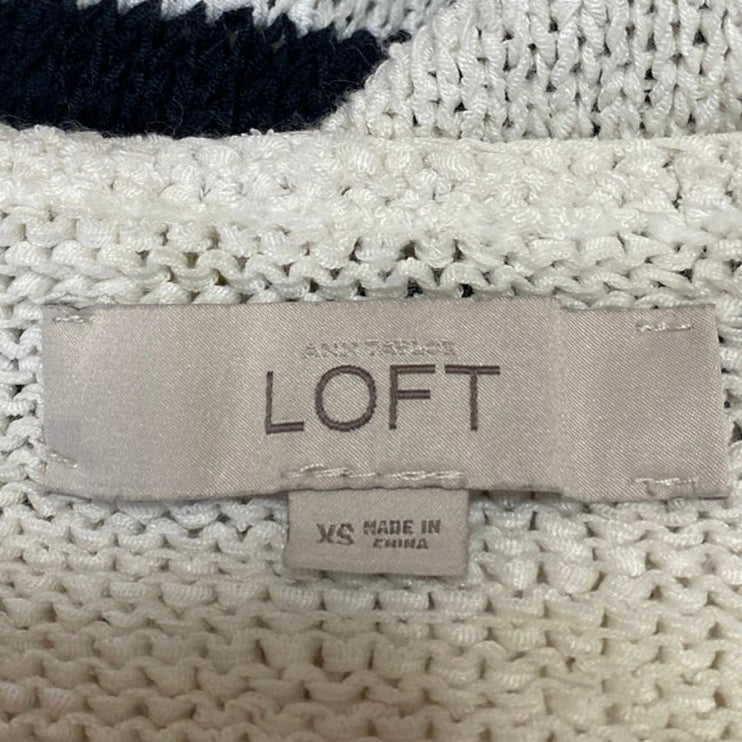 ANN TAYLOR
LOFT
XS MADE IN
CHINA